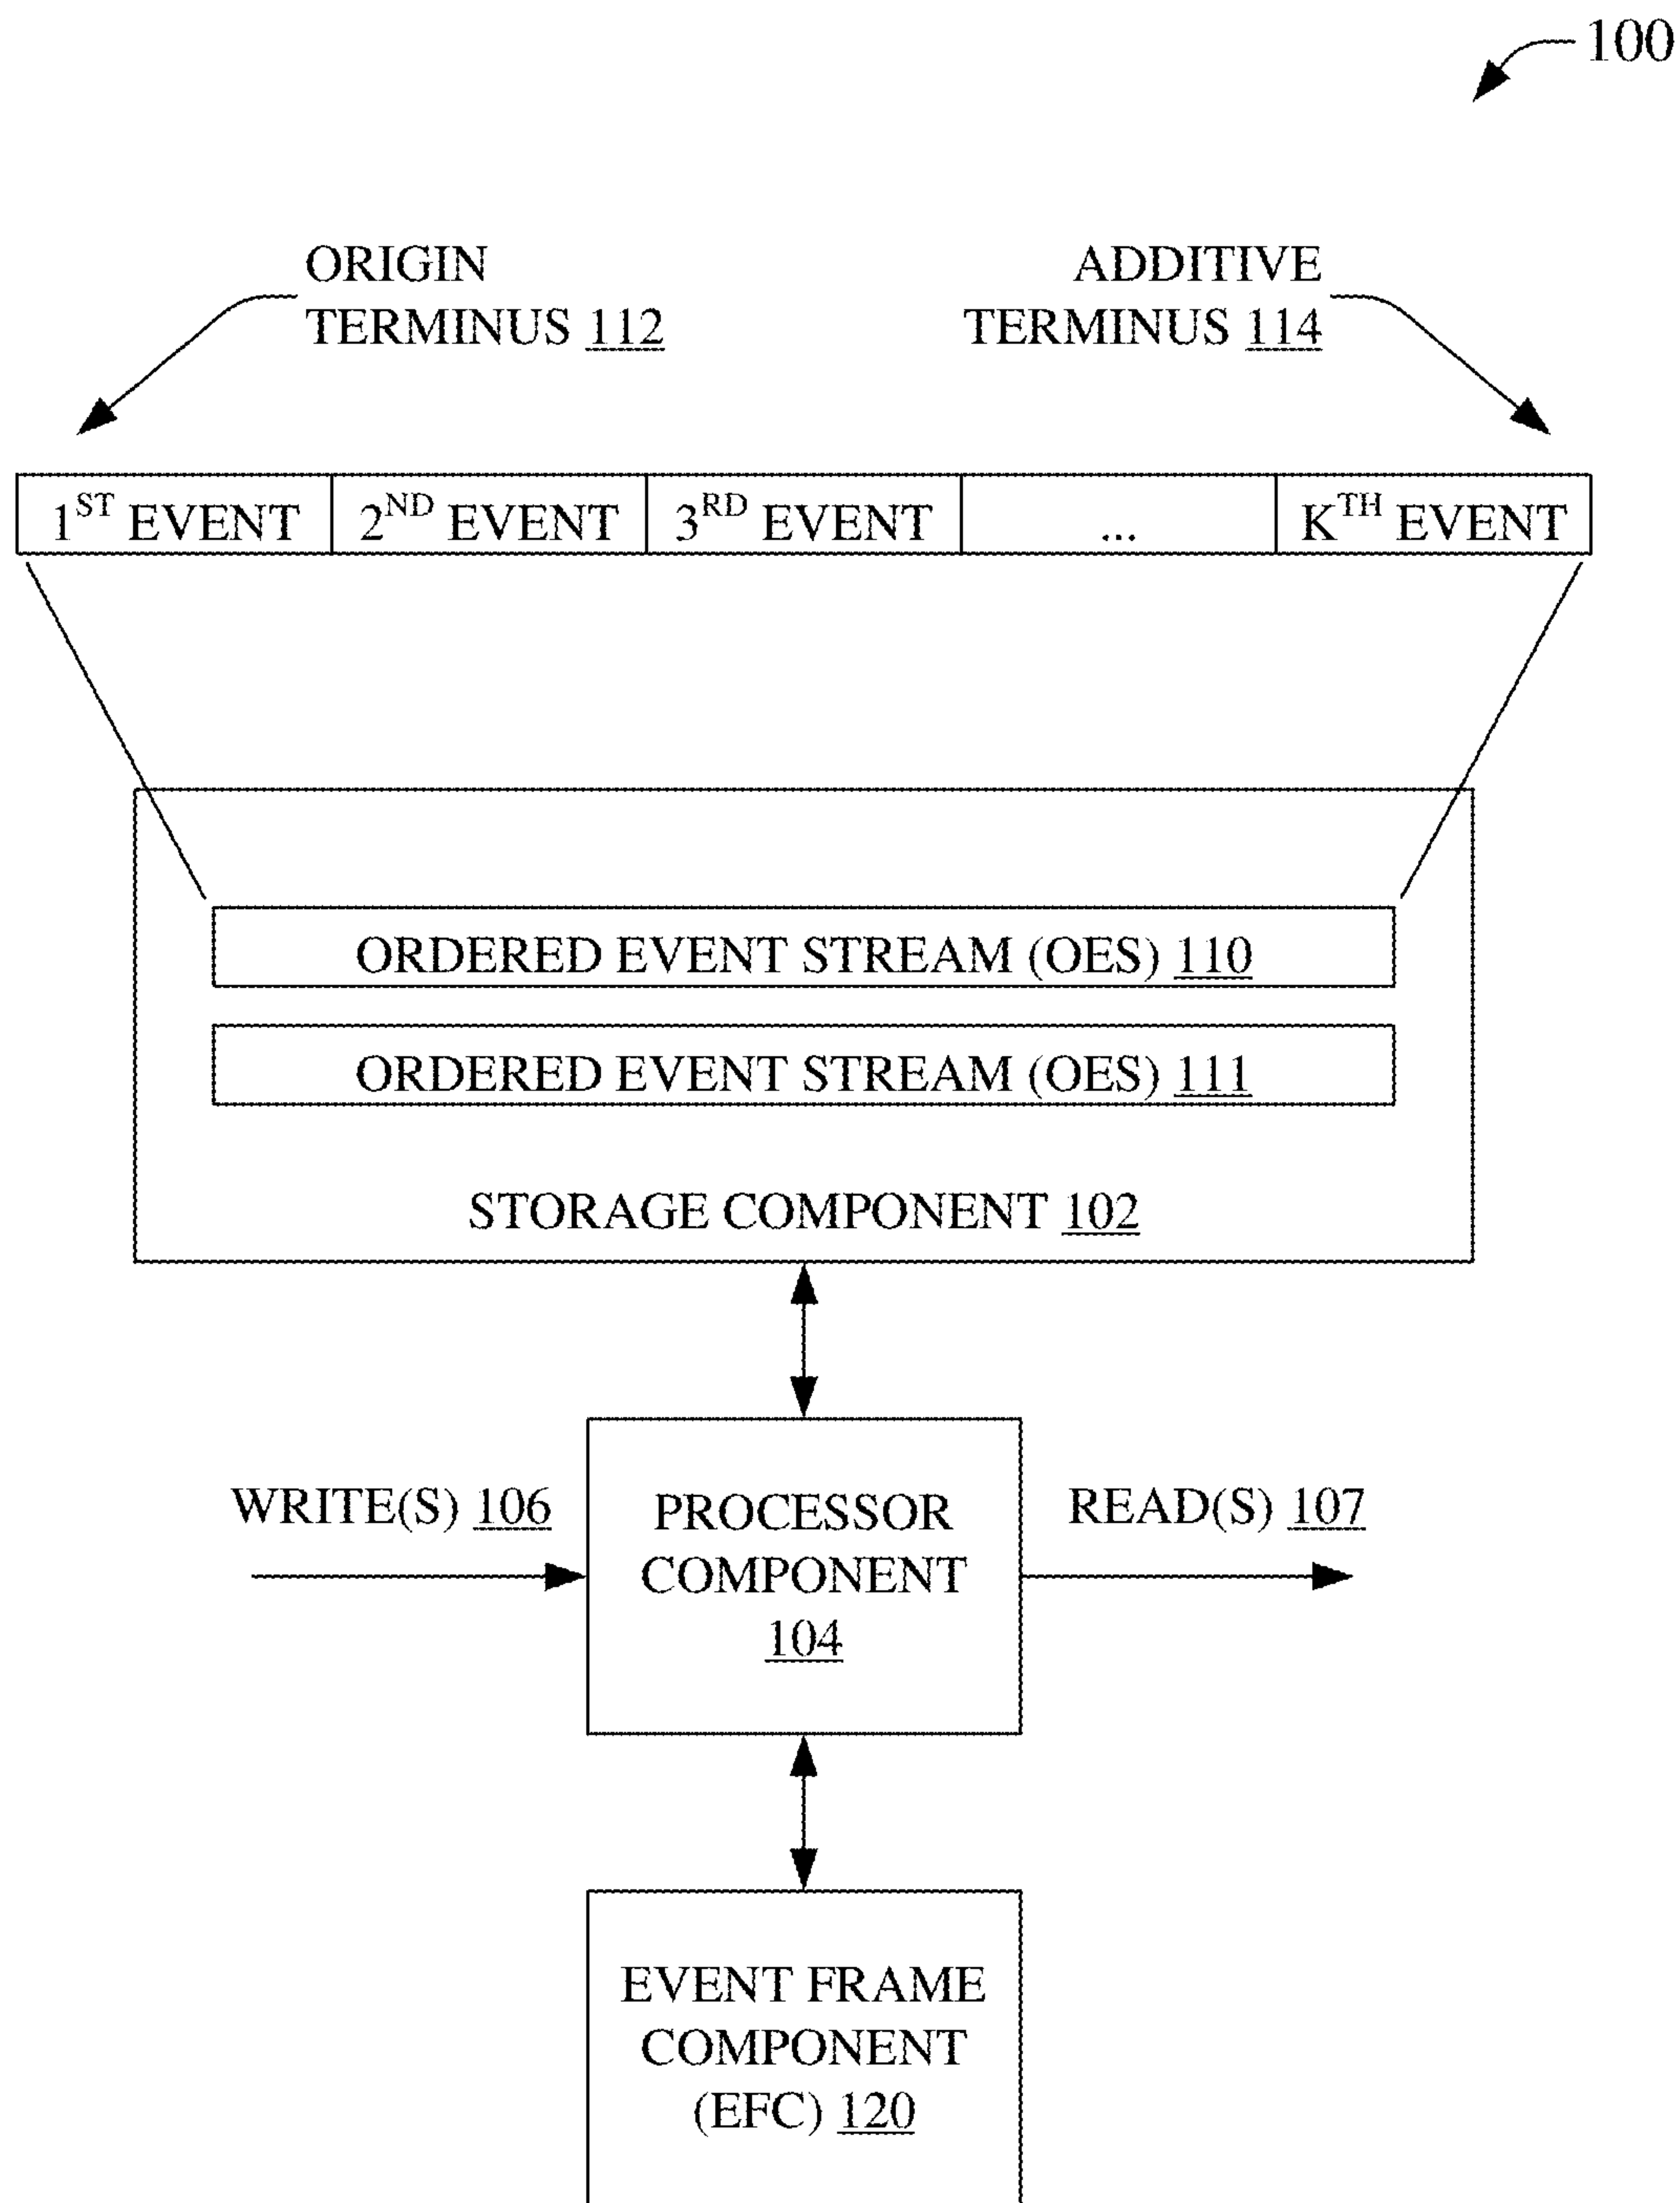 100
ORIGIN
TERMINUS 112
ADDITIVE
TERMINUS 114
1ST EVENT 2ND EVENT 3RD EVENT ... KTH EVENT
ORDERED EVENT STREAM (OES) 110
ORDERED EVENT STREAM (OES) 111
STORAGE COMPONENT 102
WRITE(S) 106
PROCESSOR
COMPONENT
104
READ(S) 107
EVENT FRAME
COMPONENT
(EFC) 120